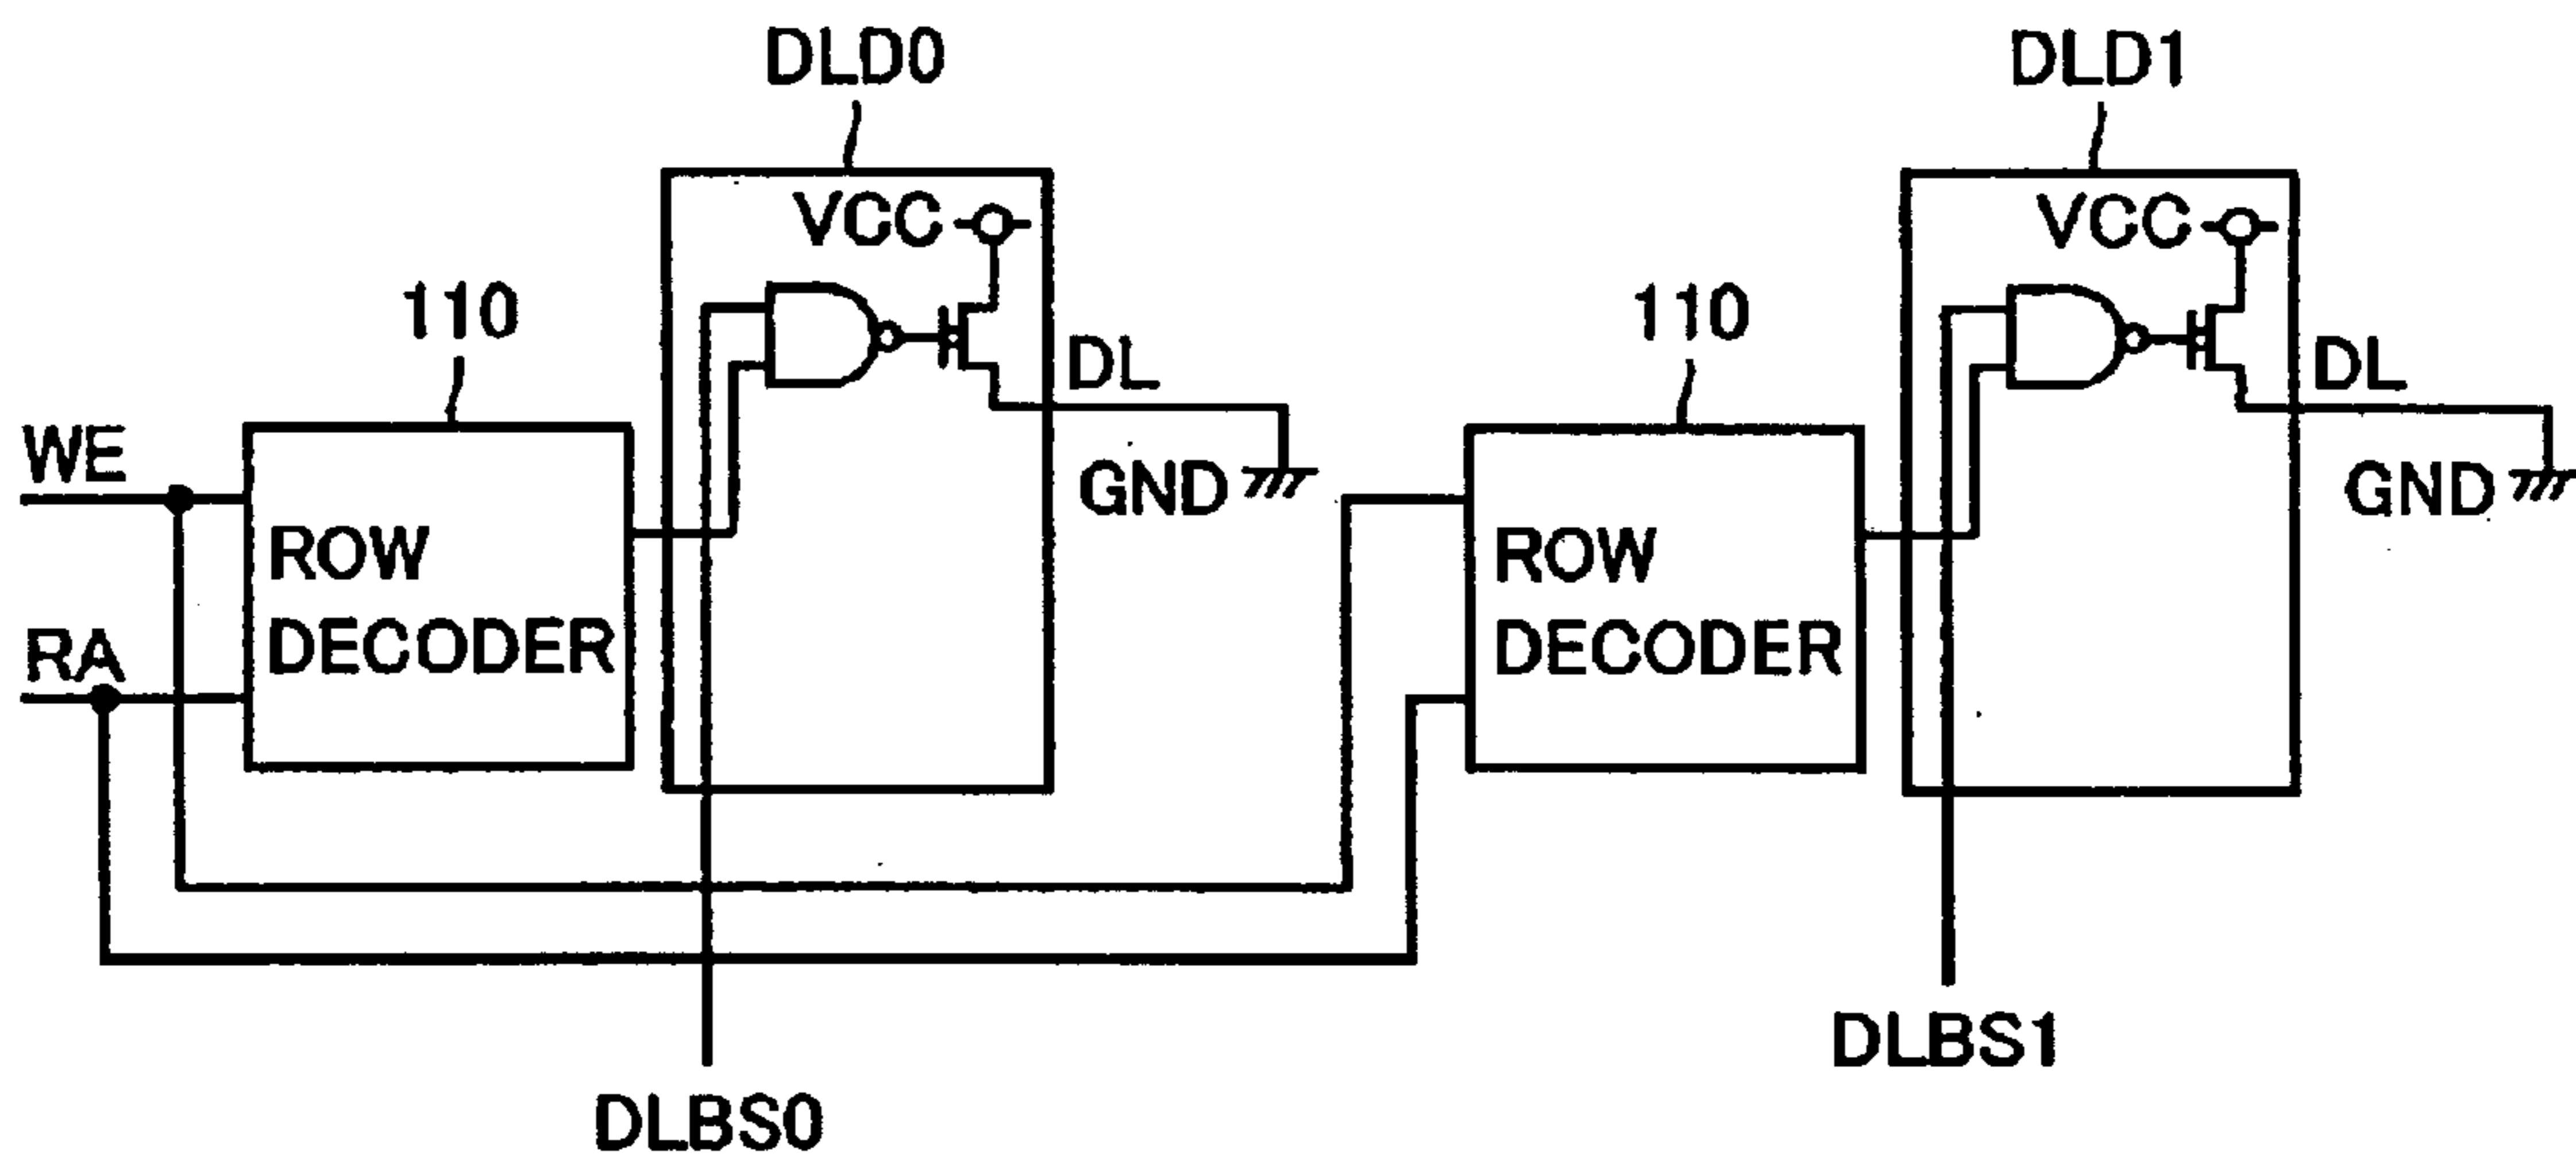 DLD0
DLD1
VCC
VCC
110
110
DL
DL
WE
GND
GND
ROW
DECODER
ROW
DECODER
RA
DLBS1
DLBS0